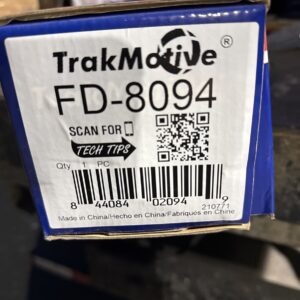 TrakMotive®
FD-8094
SCAN FOR
TECH TIPS
Qty 1 PC
8 44084 02094 9
210771
Made in China/Hecho en China/Fabriqués en Chine